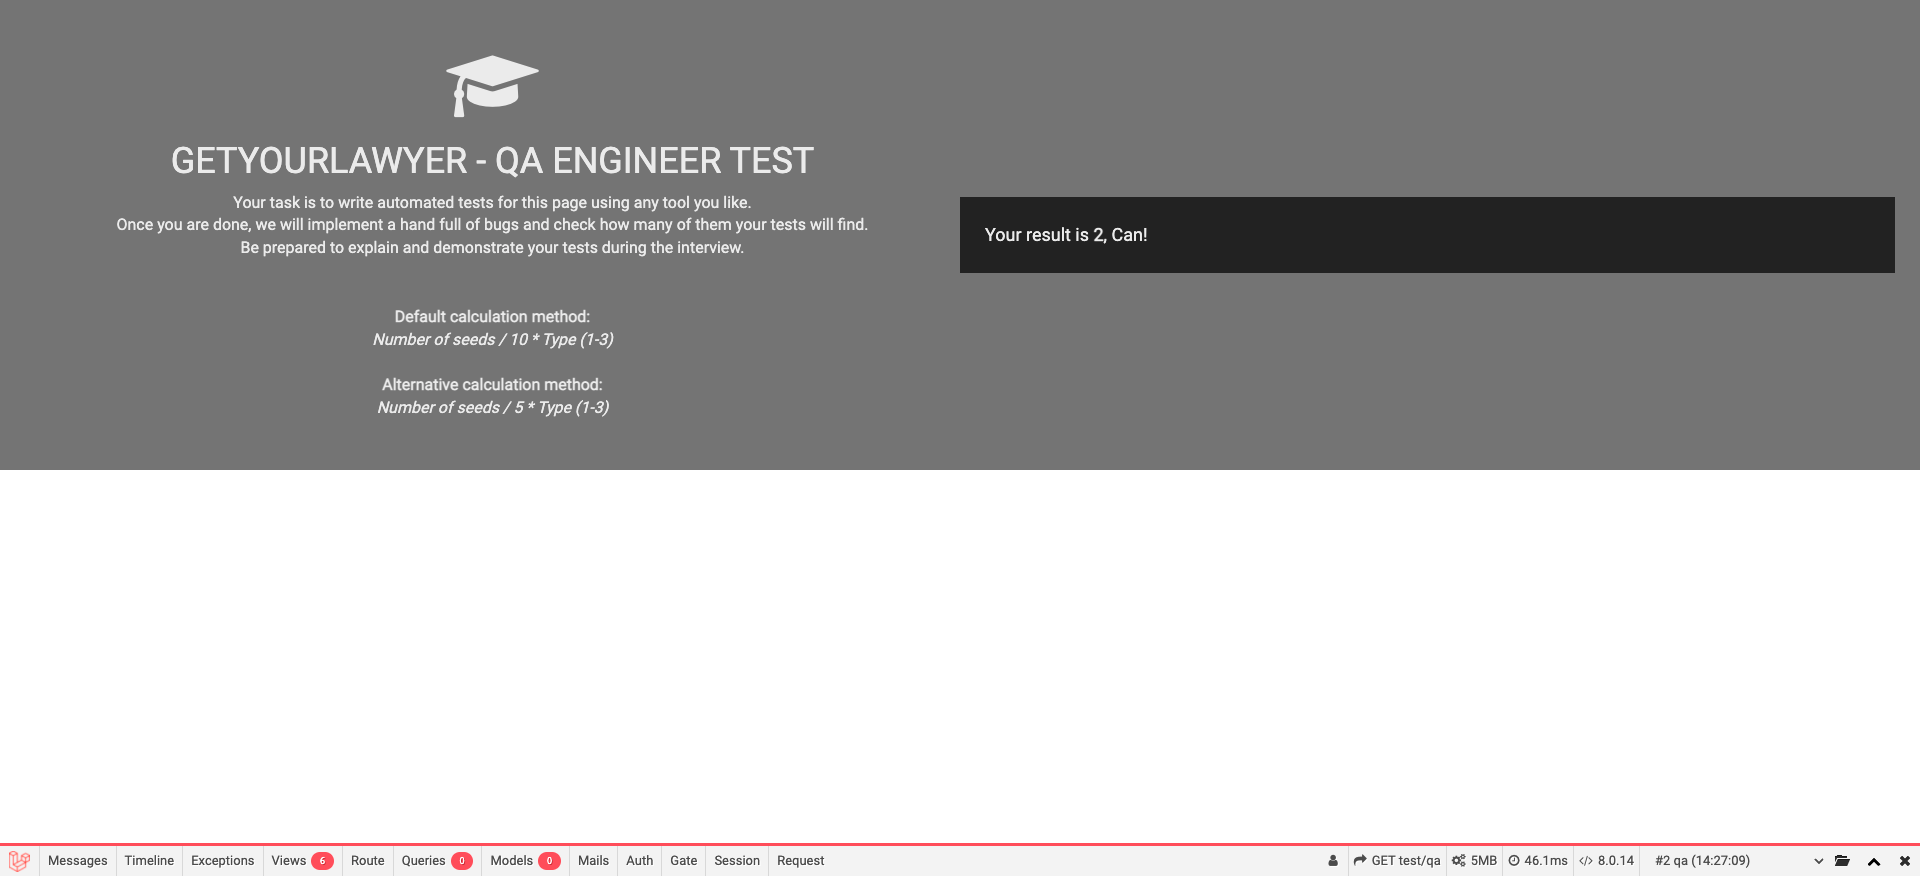 GETYOURLAWYER - QA ENGINEER TEST
Your task is to write automated tests for this page using any tool you like.
Once you are done, we will implement a hand full of bugs and check how many of them your tests will find.
Be prepared to explain and demonstrate your tests during the interview.
Default calculation method:
Number of seeds / 10 * Type (1-3)
Alternative calculation method:
Number of seeds / 5 * Type (1-3)
Your result is 2, Can!
Messages Timeline Exceptions Views 6 Route Queries 0 Models 0 Mails Auth Gate Session Request GET test/qa 5MB 46.1ms </> 8.0.14 #2 qa (14:27:09)